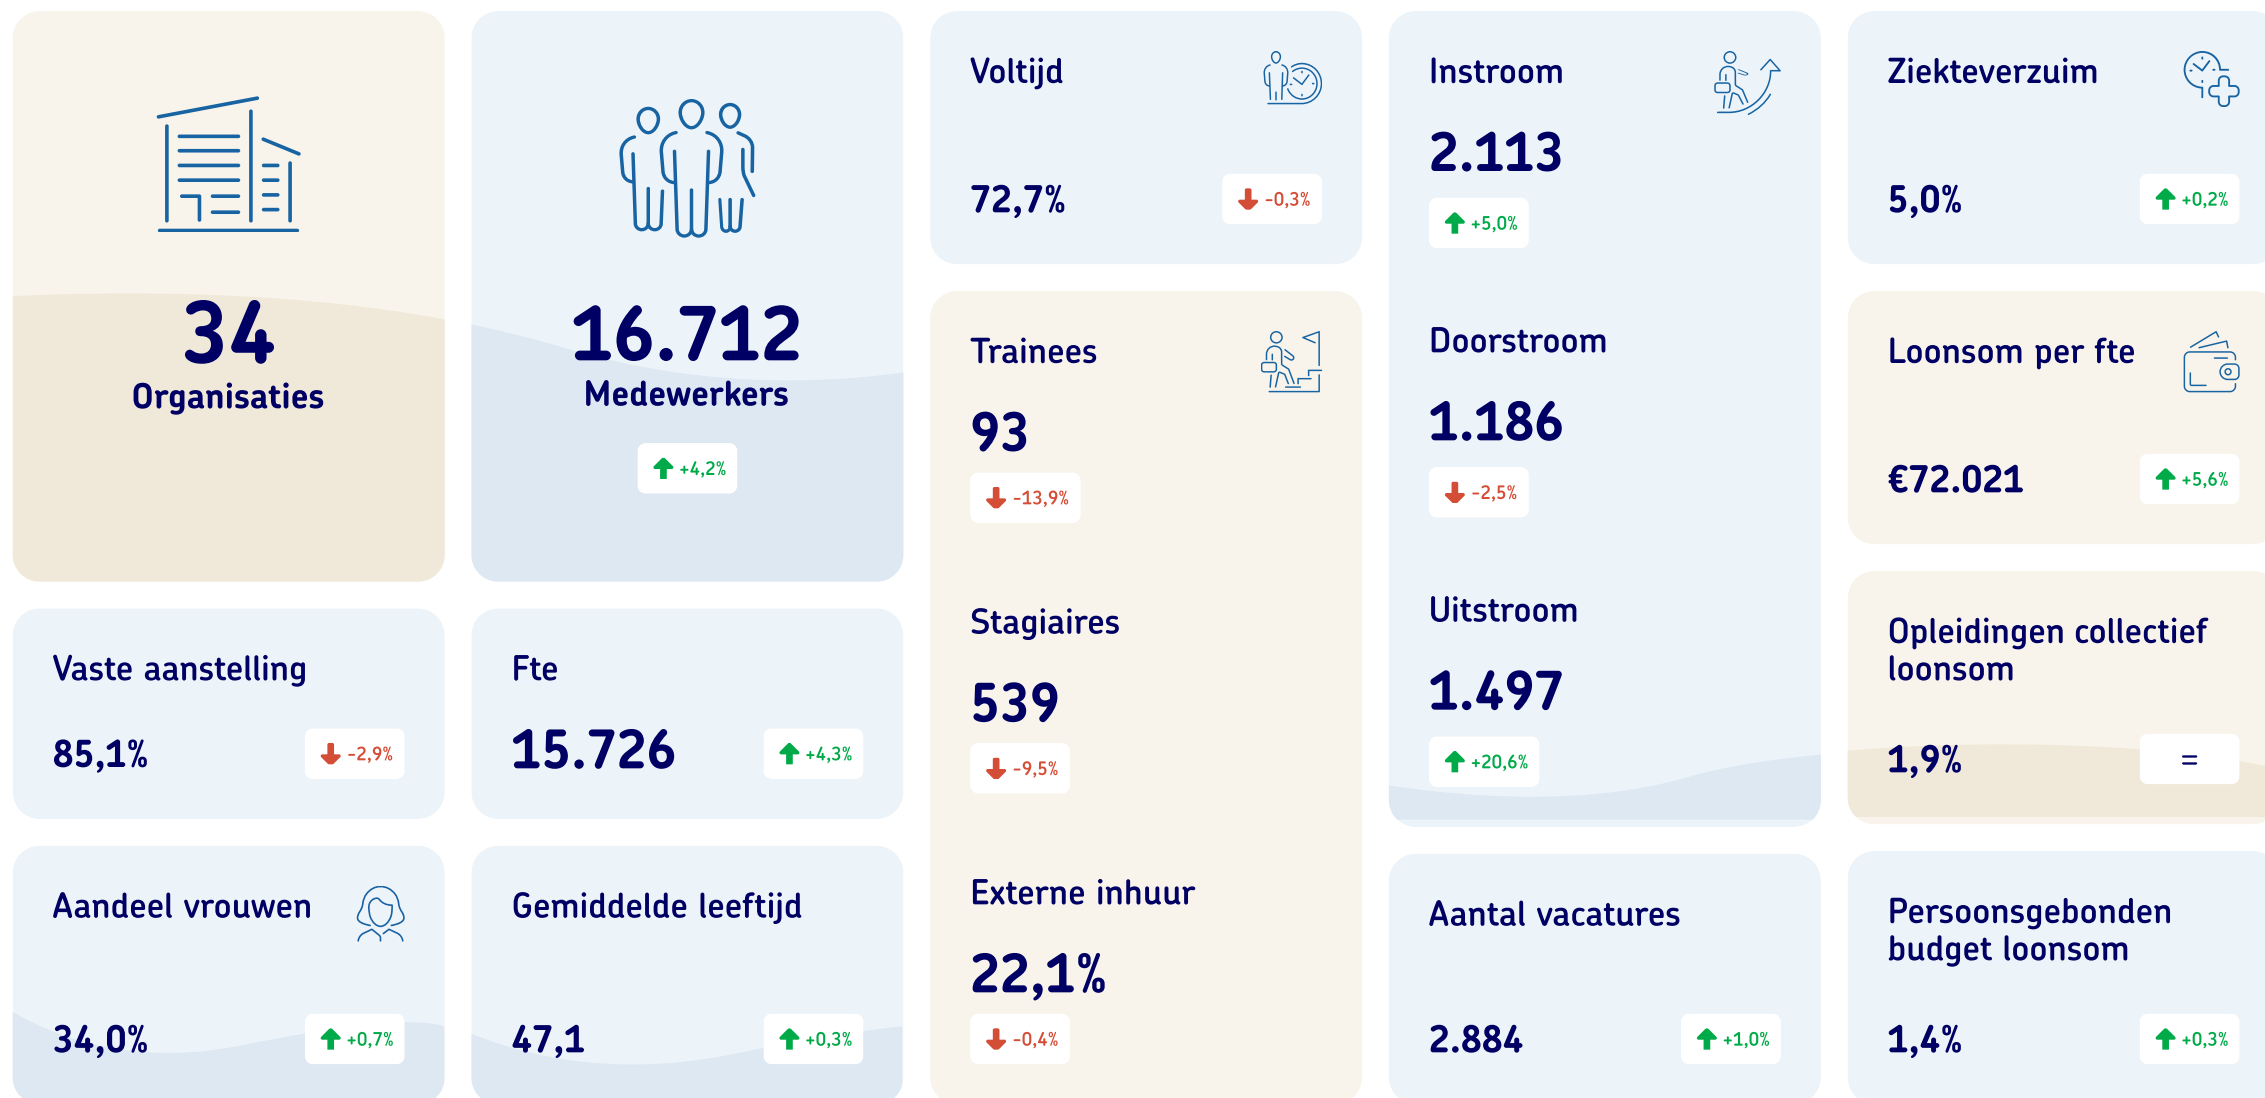 34
Organisaties
16.712
Medewerkers
+4,2%
Vaste aanstelling
85,1%
-2,9%
Fte
15.726
+4,3%
Aandeel vrouwen
34,0%
+0,7%
Gemiddelde leeftijd
47,1
+0,3%
Voltijd
72,7%
-0,3%
Trainees
93
-13,9%
Stagiaires
539
-9,5%
Externe inhuur
22,1%
-0,4%
Instroom
2.113
+5,0%
Doorstroom
1.186
-2,5%
Uitstroom
1.497
+20,6%
Aantal vacatures
2.884
+1,0%
Ziekteverzuim
5,0%
+0,2%
Loonsom per fte
€72.021
+5,6%
Opleidingen collectief
loonsom
1,9%
=
Persoonsgebonden
budget loonsom
1,4%
+0,3%